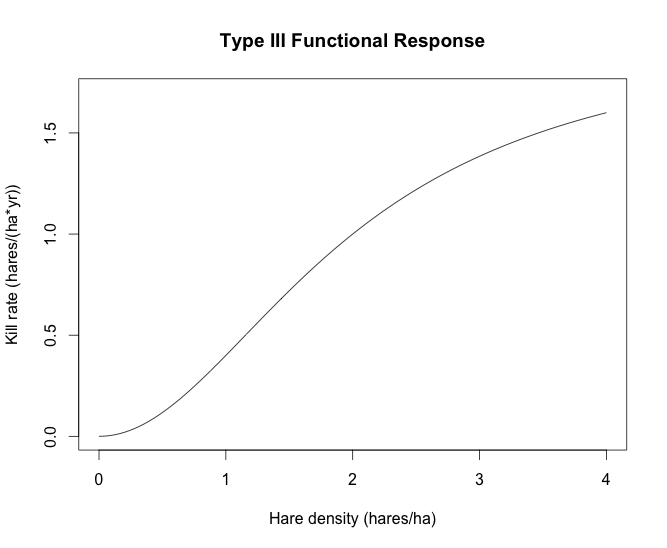 Type III Functional Response
Kill rate (hares/(ha*yr))
1.5
1.0
0.5
0.0
0 1 2 3 4
Hare density (hares/ha)